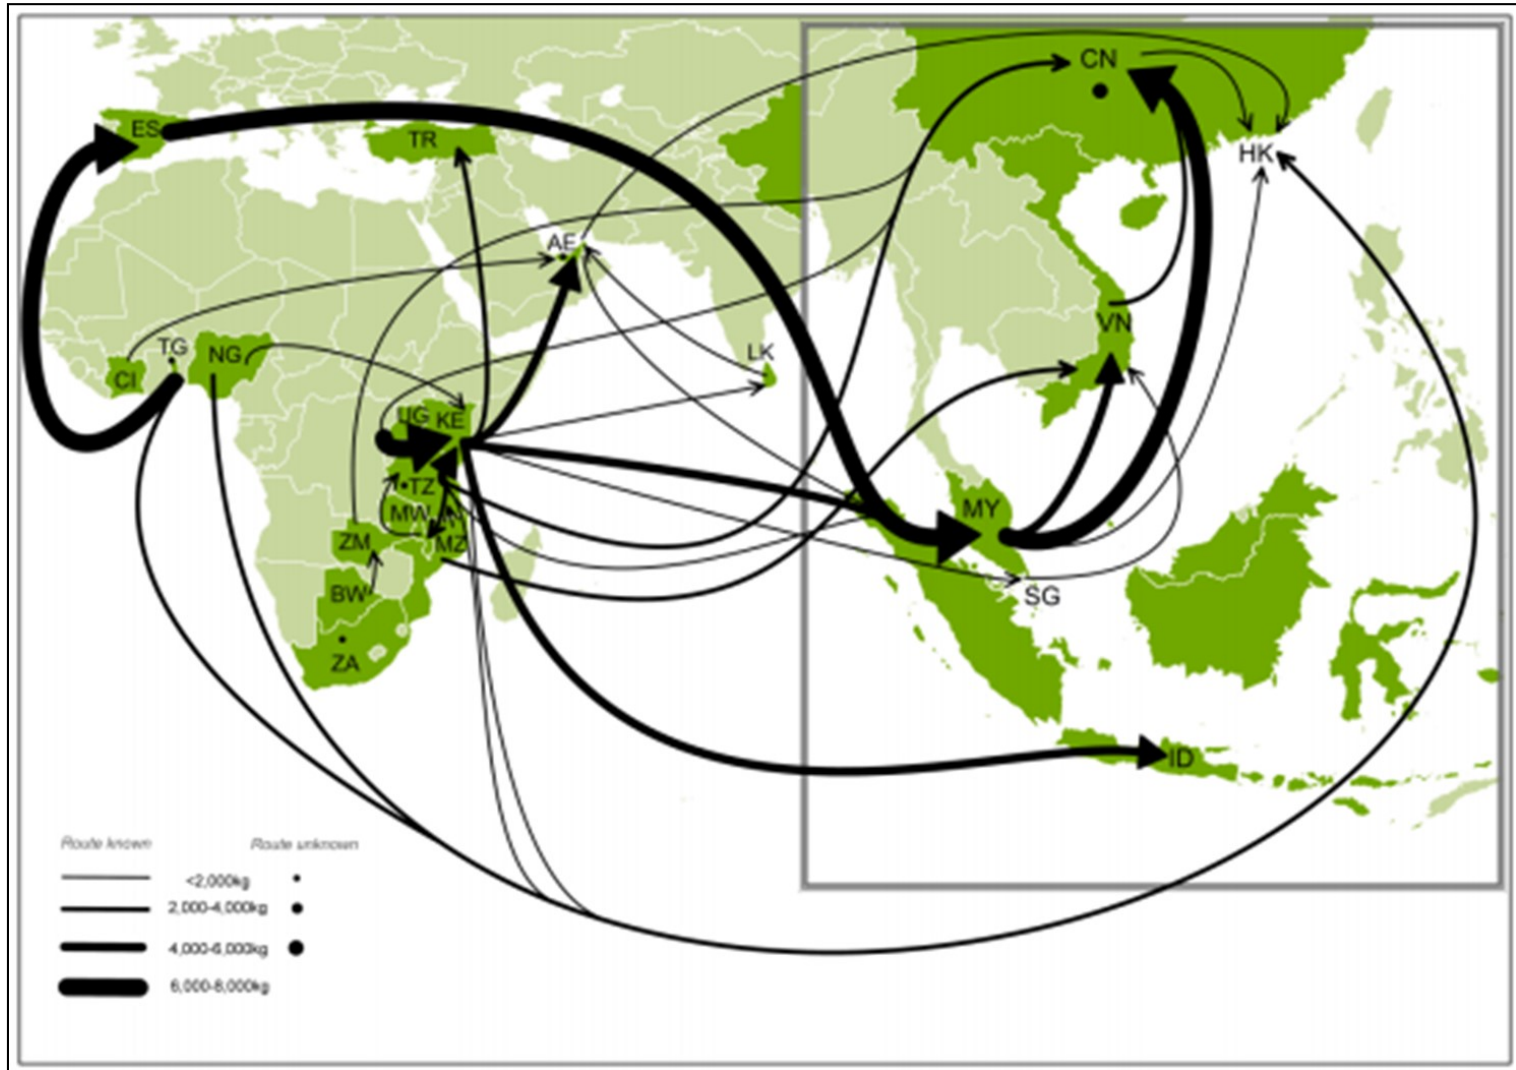 CN
ES
TR
HK
AE
VN
TG
NG
LK
CI
UG KE
TZ
MW
MY
ZM
MZ
BW
SG
ZA
ID
Route known
Route unknown
<2,000kg
2,000-4,000kg
4,000-6,000kg
6,000-8,000kg